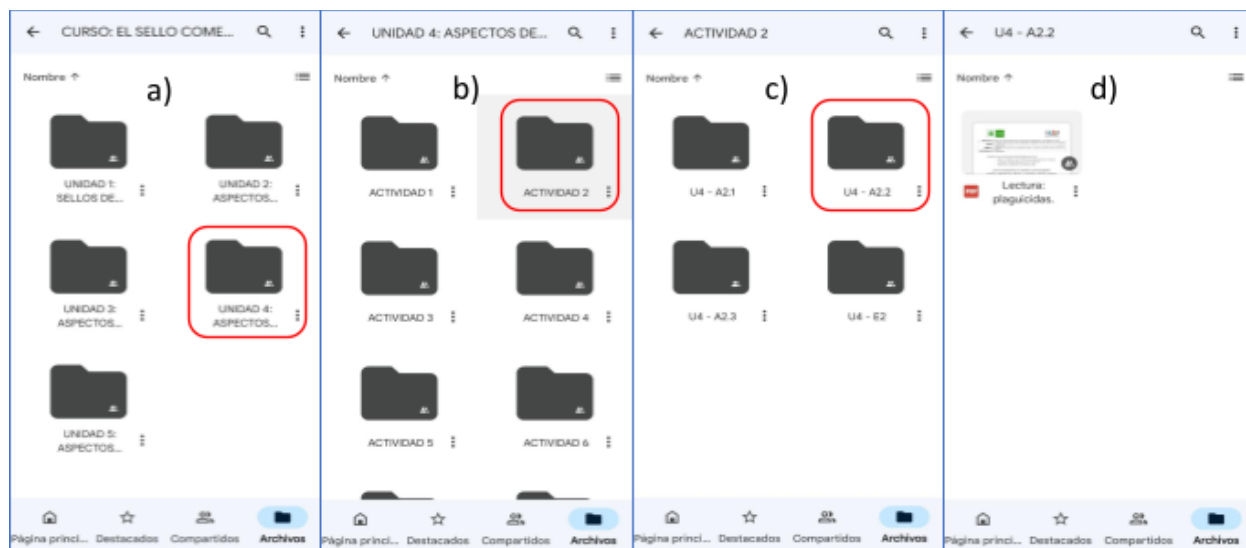 CURSO: EL SELLO COME...
Nombre ↑
a)
UNIDAD 1:
SELLOS DE...
UNIDAD 2:
ASPECTOS...
UNIDAD 3:
ASPECTOS...
UNIDAD 4:
ASPECTOS...
UNIDAD 5:
ASPECTOS...
Página princi... Destacados Compartidos Archivos
UNIDAD 4: ASPECTOS DE...
Nombre ↑
b)
ACTIVIDAD 1 ACTIVIDAD 2
ACTIVIDAD 3 ACTIVIDAD 4
ACTIVIDAD 5 ACTIVIDAD 6
Página princi... Destacados Compartidos Archivos
ACTIVIDAD 2
Nombre ↑
c)
U4 - A2.1 U4 - A2.2
U4 - A2.3 U4 - E2
Página princi... Destacados Compartidos Archivos
U4 - A2.2
Nombre ↑
d)
PDF
Lectura:
plaguicidas.
Página princi... Destacados Compartidos Archivos